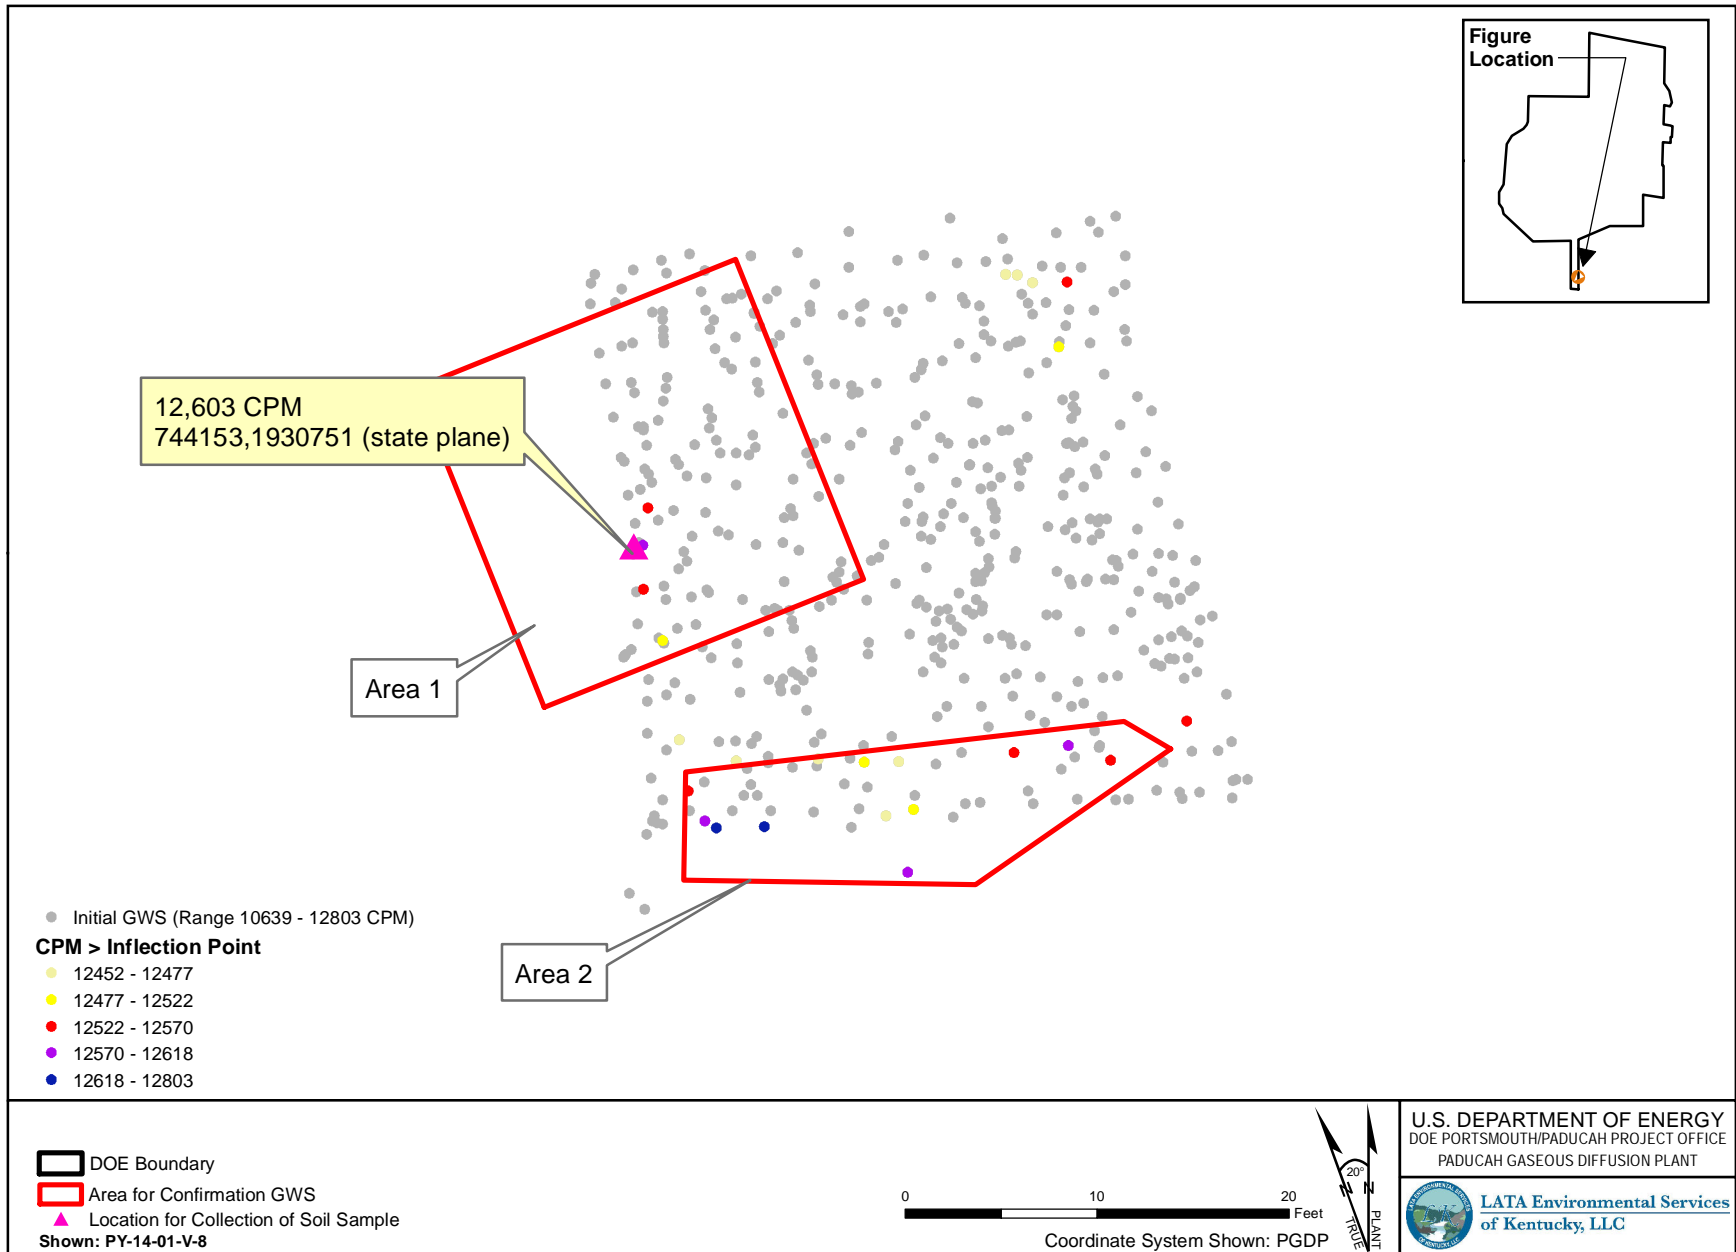 Figure
Location
12,603 CPM
744153,1930751 (state plane)
Area 1
Area 2
Initial GWS (Range 10639 - 12803 CPM)
CPM > Inflection Point
12452 - 12477
12477 - 12522
12522 - 12570
12570 - 12618
12618 - 12803
DOE Boundary
Area for Confirmation GWS
Location for Collection of Soil Sample
Shown: PY-14-01-V-8
0 10 20
Feet
Coordinate System Shown: PGDP
20°
N N
TRUE
PLANT
U.S. DEPARTMENT OF ENERGY
DOE PORTSMOUTH/PADUCAH PROJECT OFFICE
PADUCAH GASEOUS DIFFUSION PLANT
LATA Environmental Services
of Kentucky, LLC